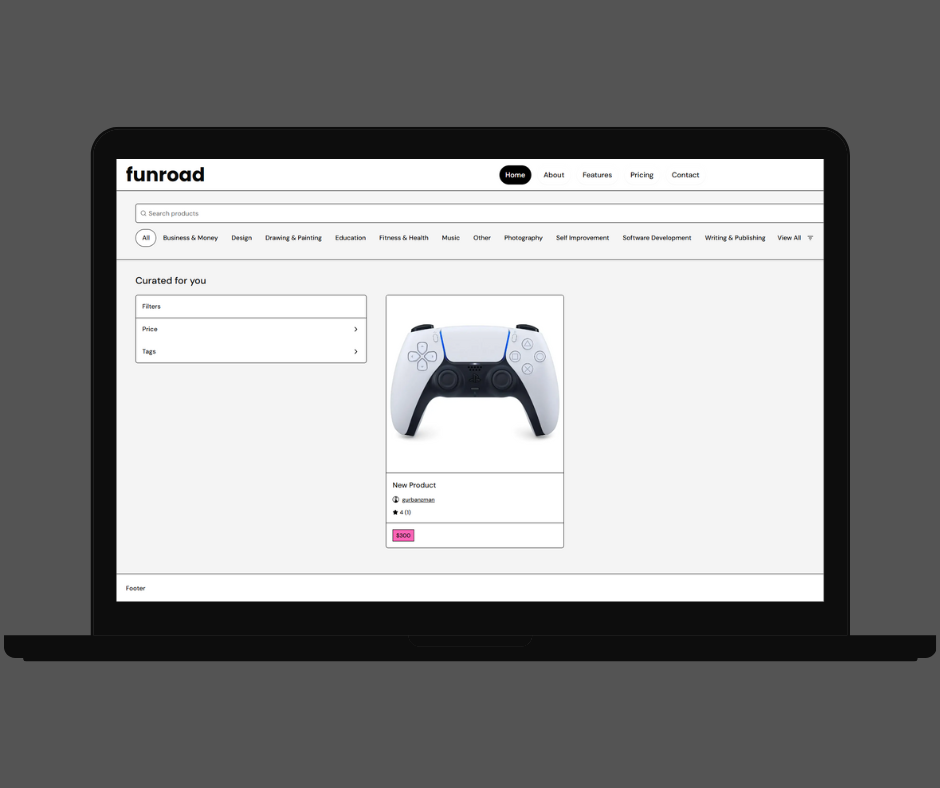 funroad
Home About Features Pricing Contact
Search products
All Business & Money Design Drawing & Painting Education Fitness & Health Music Other Photography Self Improvement Software Development Writing & Publishing View All
Curated for you
Filters
Price
Tags
New Product
gurbanzman
4 (1)
$300
Footer